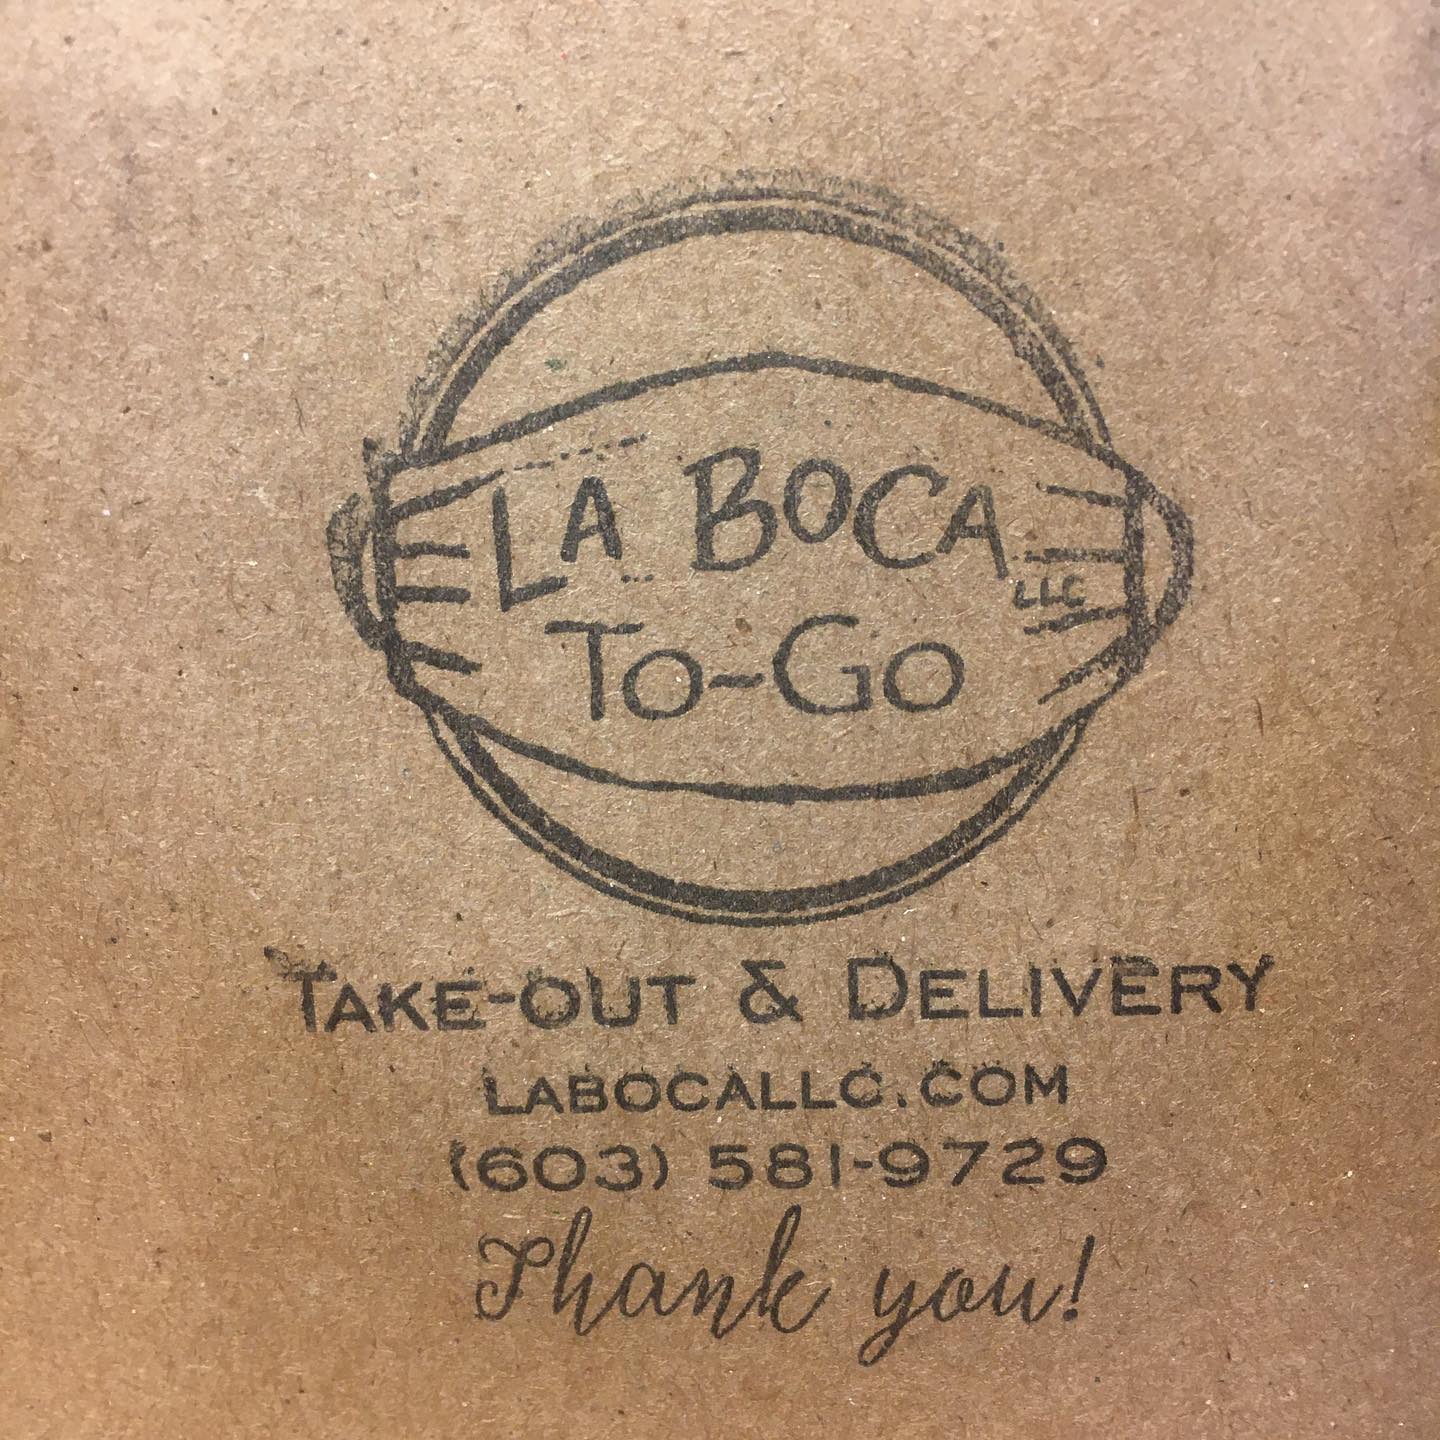 LA BOCA
LLC
TO-GO
TAKE-OUT & DELIVERY
LABOCALLC.COM
(603) 581-9729
Thank you!